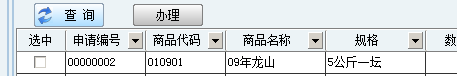 查 询 办理
选中 申请编号 商品代码 商品名称 规格
00000002 010901 09年龙山 5公斤一坛